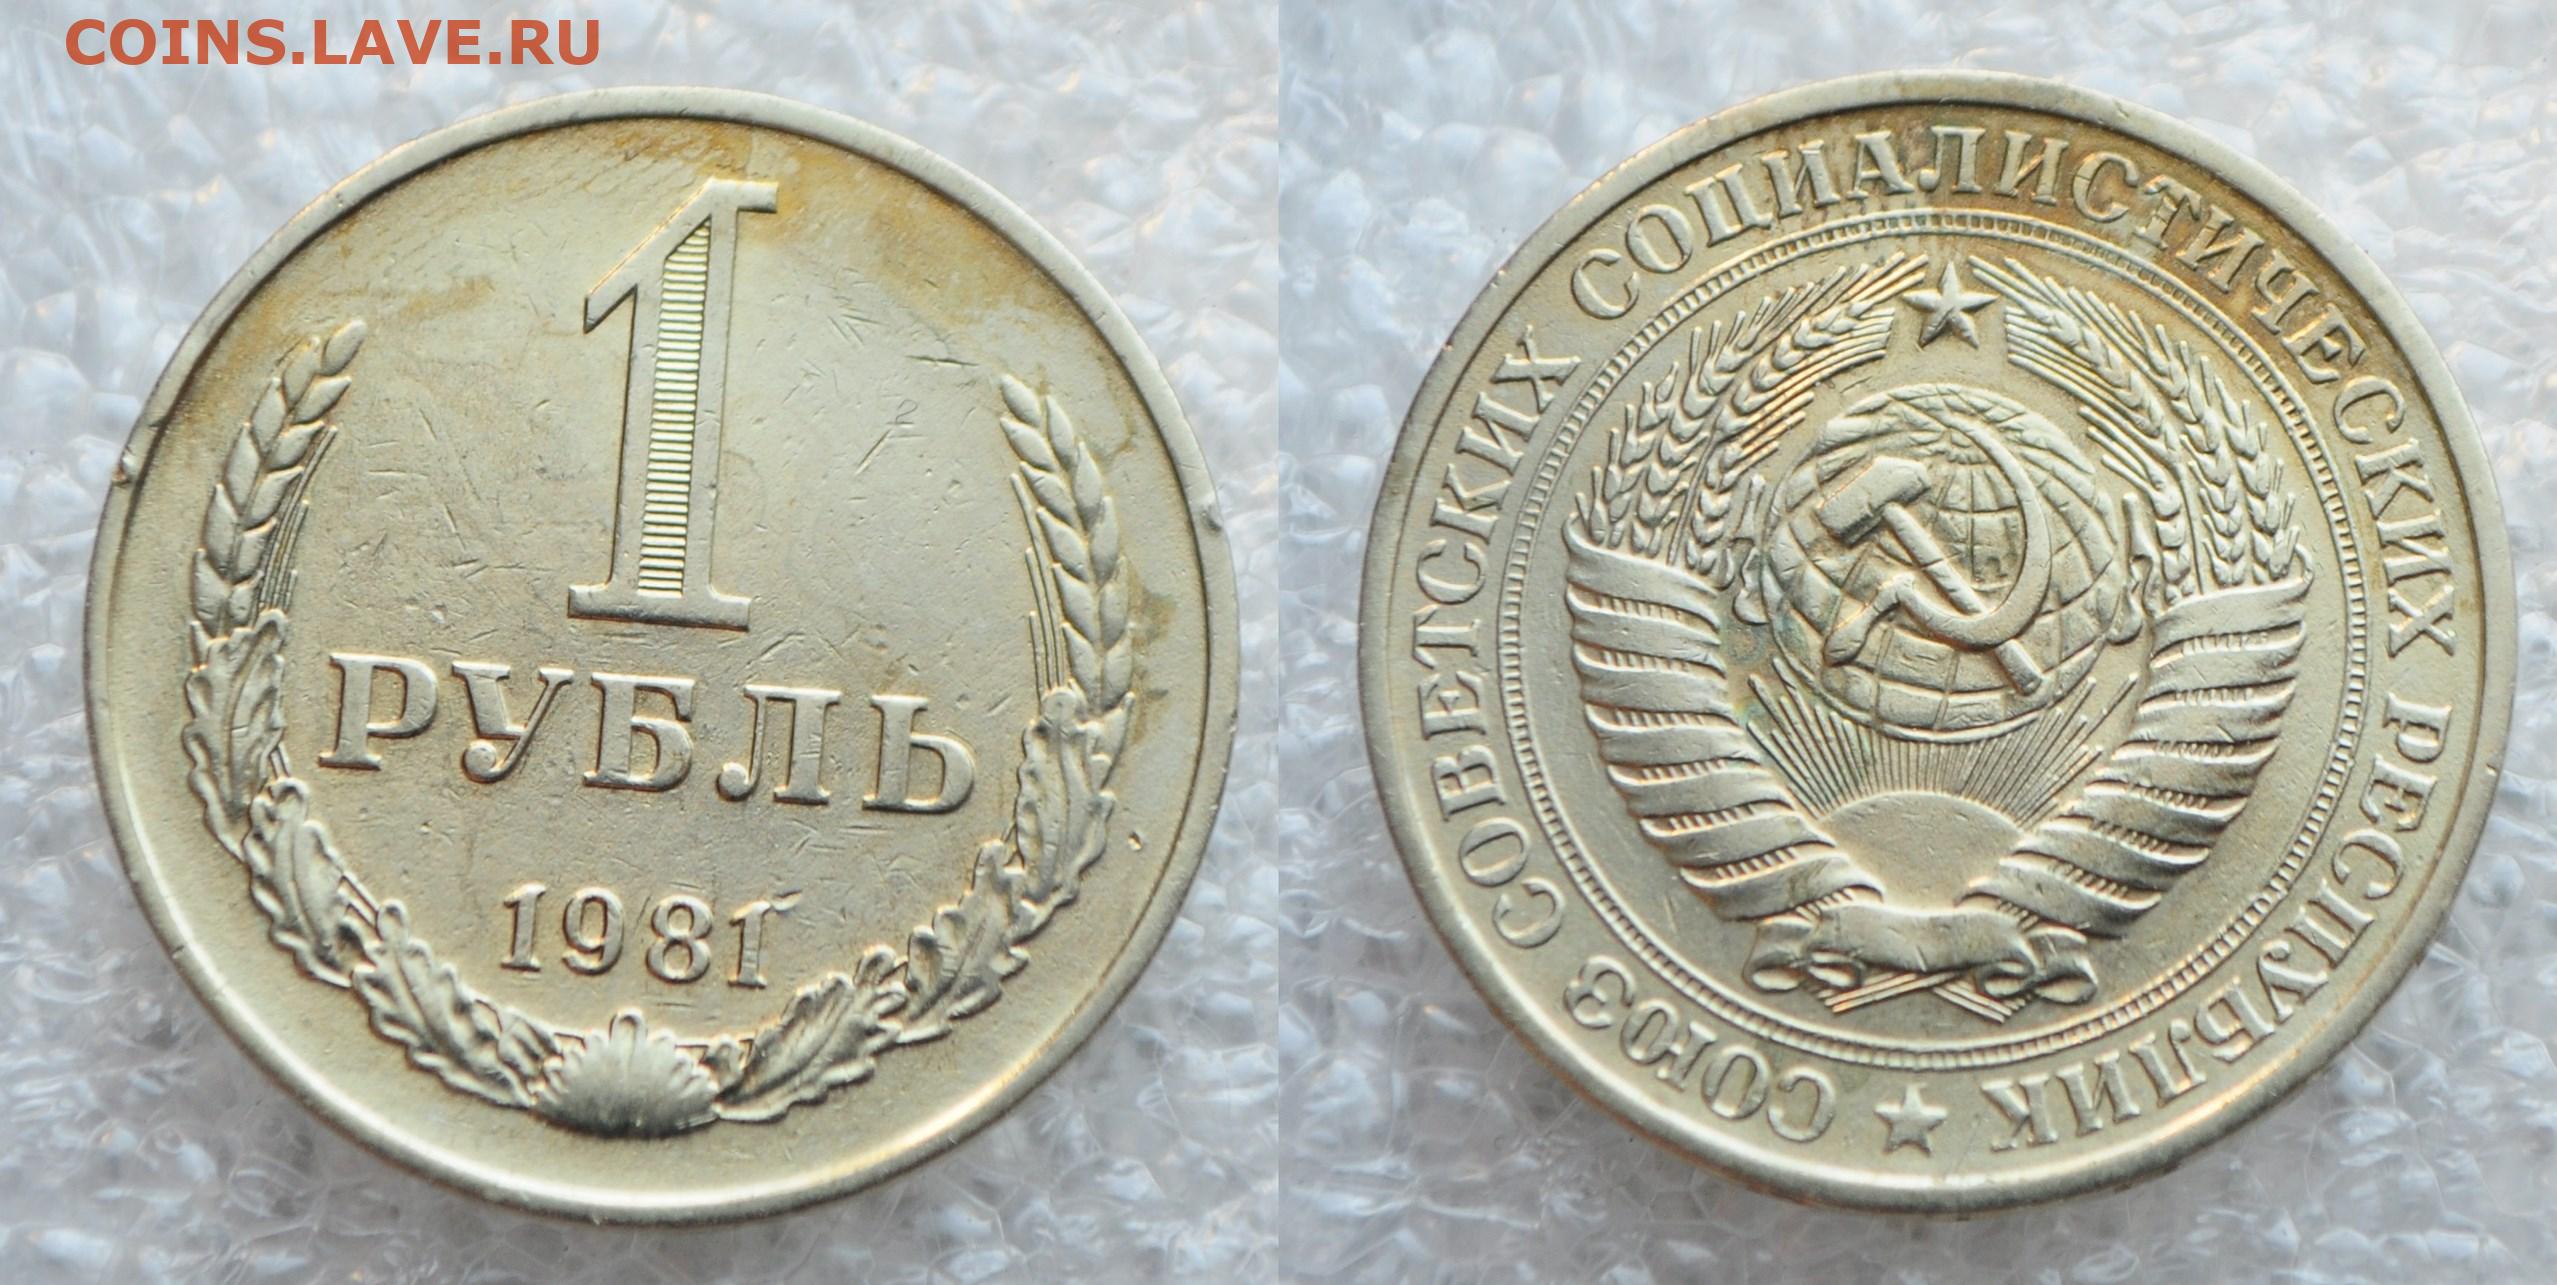 COINS.LAVE.RU
1
РУБЛЬ
1981
СОЮЗ СОВЕТСКИХ СОЦИАЛИСТИЧЕСКИХ РЕСПУБЛИК